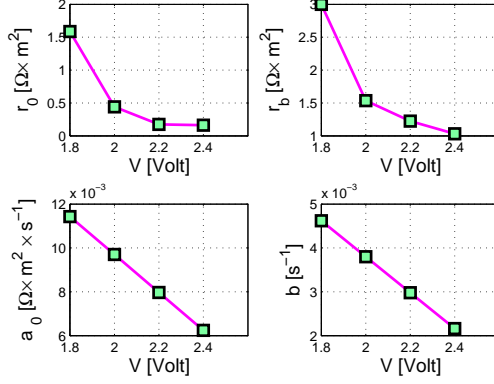 2
1.5
1
0.5
0
1.8 2 2.2 2.4
V [Volt]
r_0 [Ω× m²]
3
2.5
2
1.5
1
1.8 2 2.2 2.4
V [Volt]
r_b [Ω× m²]
x 10⁻³
12
10
8
6
1.8 2 2.2 2.4
V [Volt]
a_0 [Ω× m² × s⁻¹]
x 10⁻³
5
4
3
2
1.8 2 2.2 2.4
V [Volt]
b [s⁻¹]